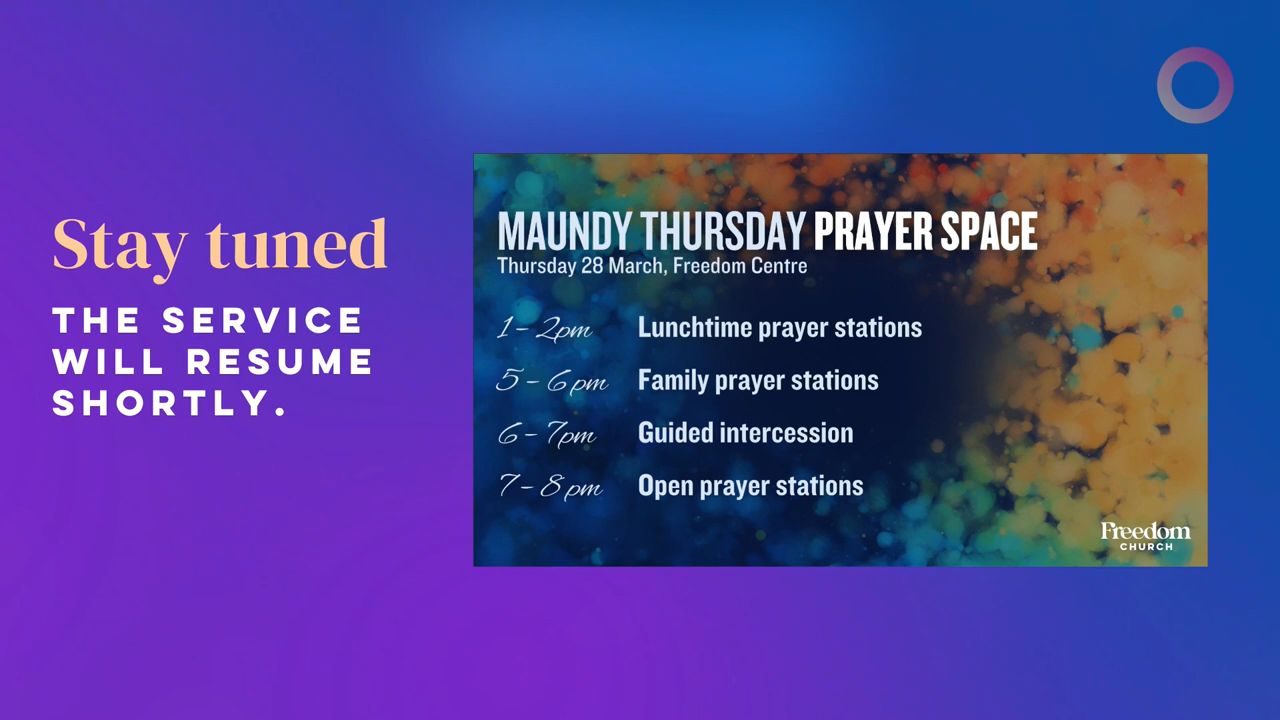 Stay tuned
THE SERVICE
WILL RESUME
SHORTLY.
MAUNDY THURSDAY PRAYER SPACE
Thursday 28 March, Freedom Centre
1 - 2pm Lunchtime prayer stations
5 - 6pm Family prayer stations
6 - 7pm Guided intercession
7 - 8pm Open prayer stations
Freedom
CHURCH